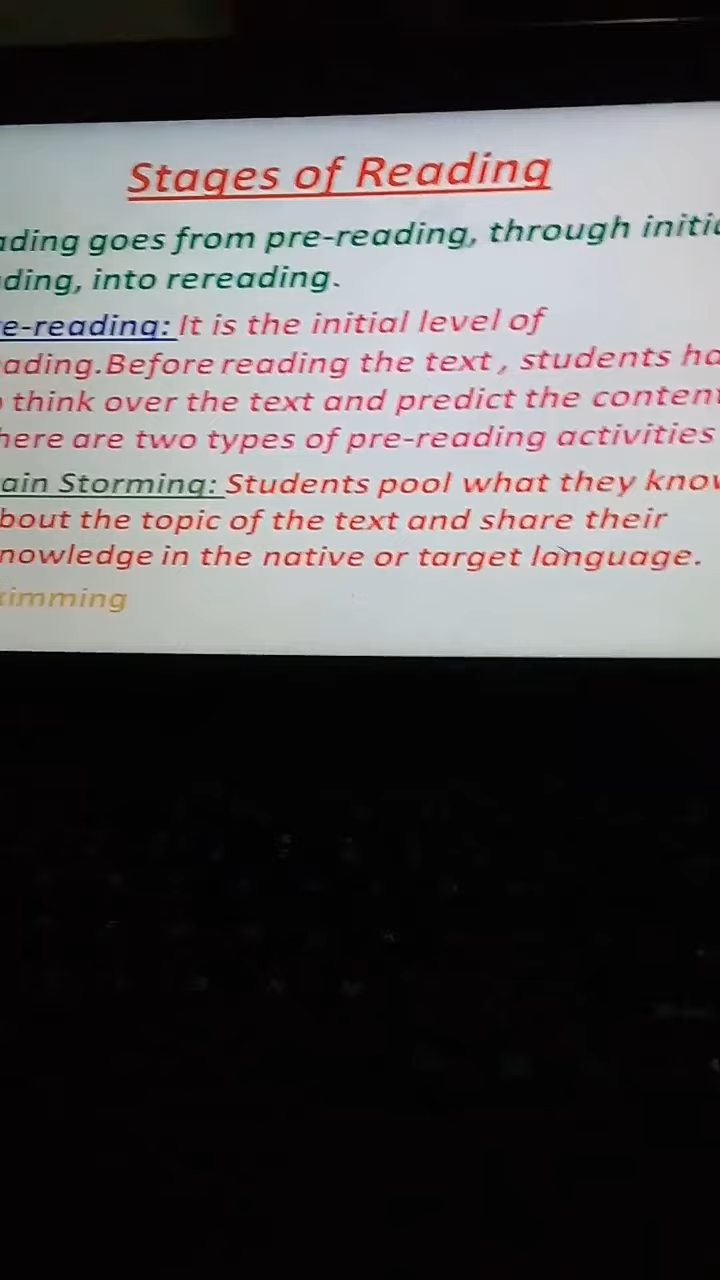 Stages of Reading
ading goes from pre-reading, through initia
ding, into rereading.
e-reading: It is the initial level of
ading.Before reading the text , students ha
think over the text and predict the content
here are two types of pre-reading activities
ain Storming: Students pool what they know
bout the topic of the text and share their
nowledge in the native or target language.
kimming